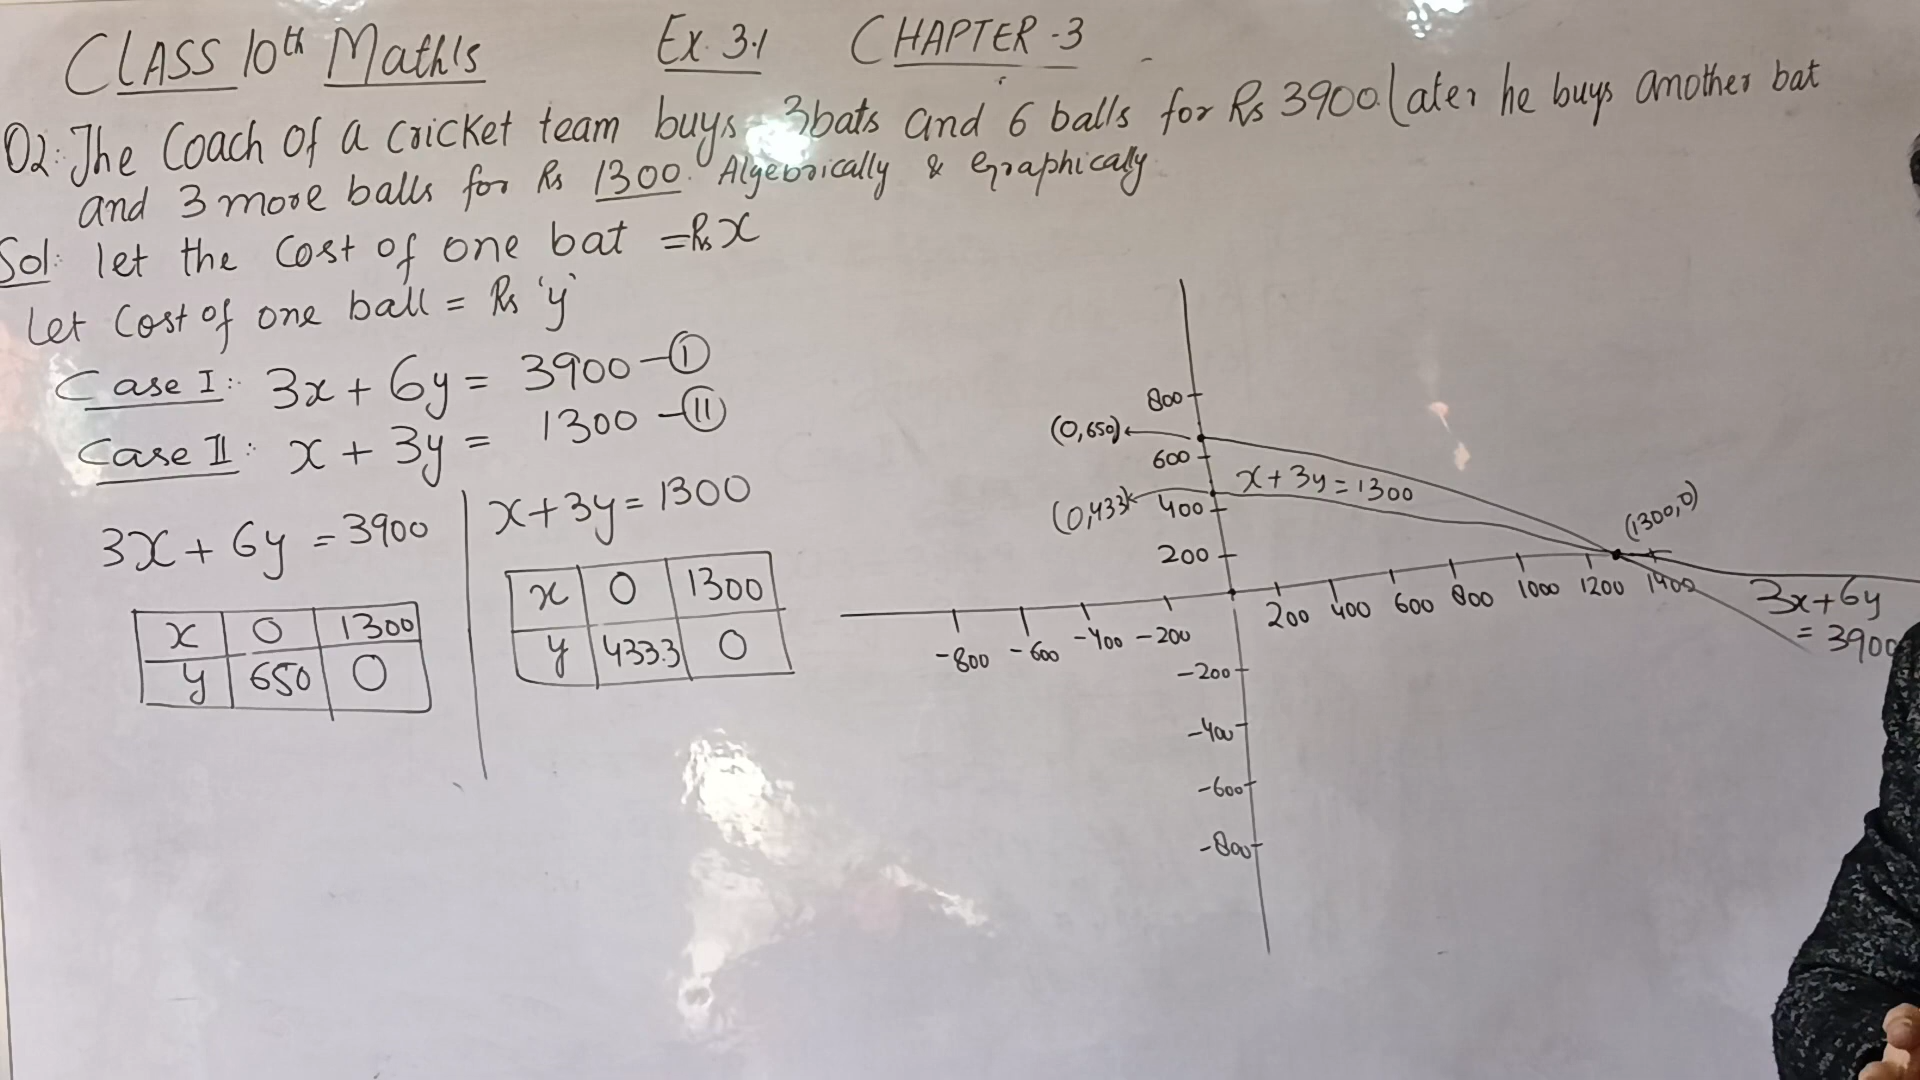 CLASS 10th Math's Ex. 3.1 CHAPTER -3
Q2: The Coach of a cricket team buys 3 bats and 6 balls for Rs 3900. Later he buys another bat
and 3 more balls for Rs 1300. Algebrically & Graphically
Sol: let the cost of one bat = Rs x
Let cost of one ball = Rs 'y'
Case I: 3x + 6y = 3900 - (I)
Case II: x + 3y = 1300 - (II)
3x + 6y = 3900
x 0 1300
y 650 0
x + 3y = 1300
x 0 1300
y 433.3 0
800
(0,650)
600
x + 3y = 1300
(0,433)
400
200
(1300,0)
-800 -600 -400 -200 200 400 600 800 1000 1200 1400
3x + 6y
= 3900
-200
-400
-600
-800